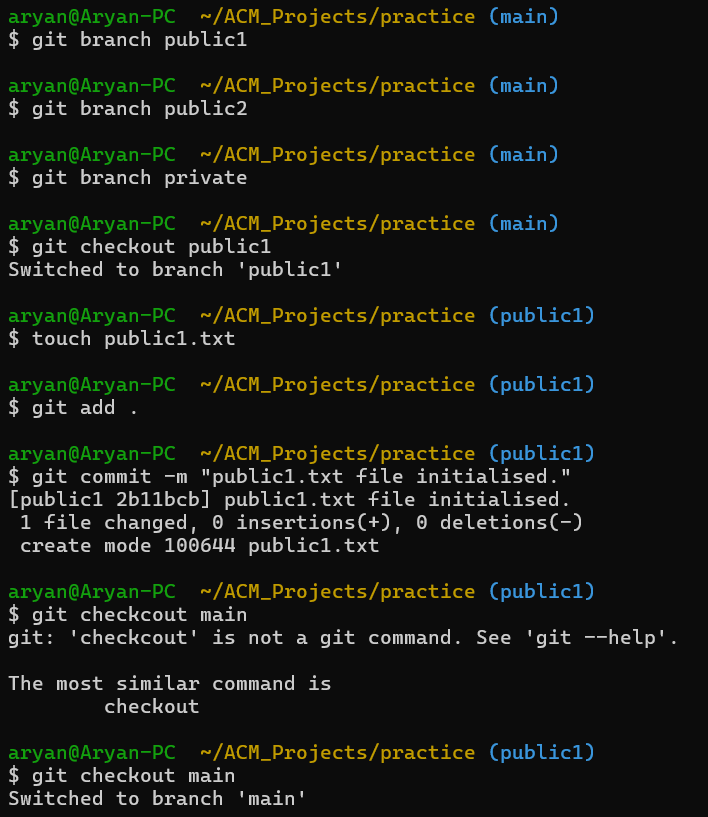 aryan@Aryan-PC  ~/ACM_Projects/practice (main)
$ git branch public1
aryan@Aryan-PC  ~/ACM_Projects/practice (main)
$ git branch public2
aryan@Aryan-PC  ~/ACM_Projects/practice (main)
$ git branch private
aryan@Aryan-PC  ~/ACM_Projects/practice (main)
$ git checkout public1
Switched to branch 'public1'
aryan@Aryan-PC  ~/ACM_Projects/practice (public1)
$ touch public1.txt
aryan@Aryan-PC  ~/ACM_Projects/practice (public1)
$ git add .
aryan@Aryan-PC  ~/ACM_Projects/practice (public1)
$ git commit -m "public1.txt file initialised."
[public1 2b11bcb] public1.txt file initialised.
 1 file changed, 0 insertions(+), 0 deletions(-)
 create mode 100644 public1.txt
aryan@Aryan-PC  ~/ACM_Projects/practice (public1)
$ git checkcout main
git: 'checkcout' is not a git command. See 'git --help'.
The most similar command is
        checkout
aryan@Aryan-PC  ~/ACM_Projects/practice (public1)
$ git checkout main
Switched to branch 'main'